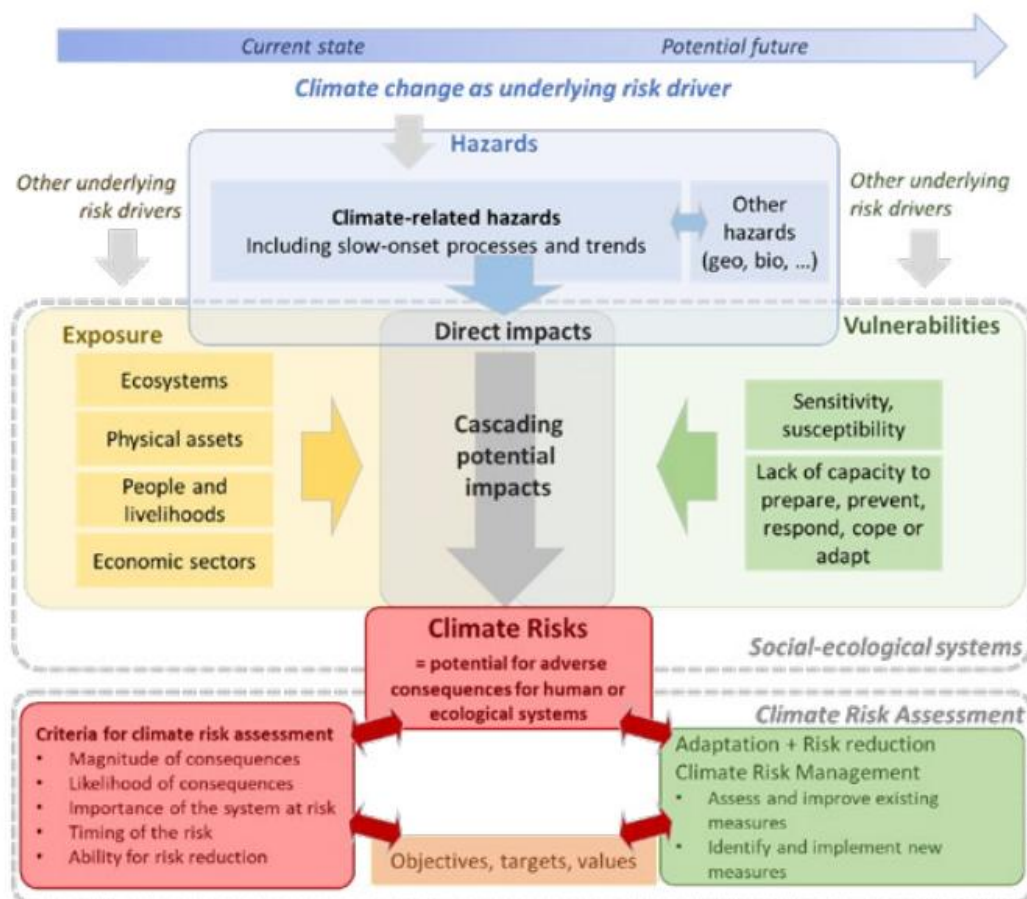 Current state
Potential future
Climate change as underlying risk driver
Hazards
Other underlying
risk drivers
Climate-related hazards
Including slow-onset processes and trends
Other
hazards
(geo, bio, ...)
Other underlying
risk drivers
Exposure
Ecosystems
Physical assets
People and
livelihoods
Economic sectors
Direct impacts
Cascading
potential
impacts
Vulnerabilities
Sensitivity,
susceptibility
Lack of capacity to
prepare, prevent,
respond, cope or
adapt
Climate Risks
= potential for adverse
consequences for human or
ecological systems
Social-ecological systems
Climate Risk Assessment
Criteria for climate risk assessment
• Magnitude of consequences
• Likelihood of consequences
• Importance of the system at risk
• Timing of the risk
• Ability for risk reduction
Objectives, targets, values
Adaptation + Risk reduction
Climate Risk Management
• Assess and improve existing
measures
• Identify and implement new
measures